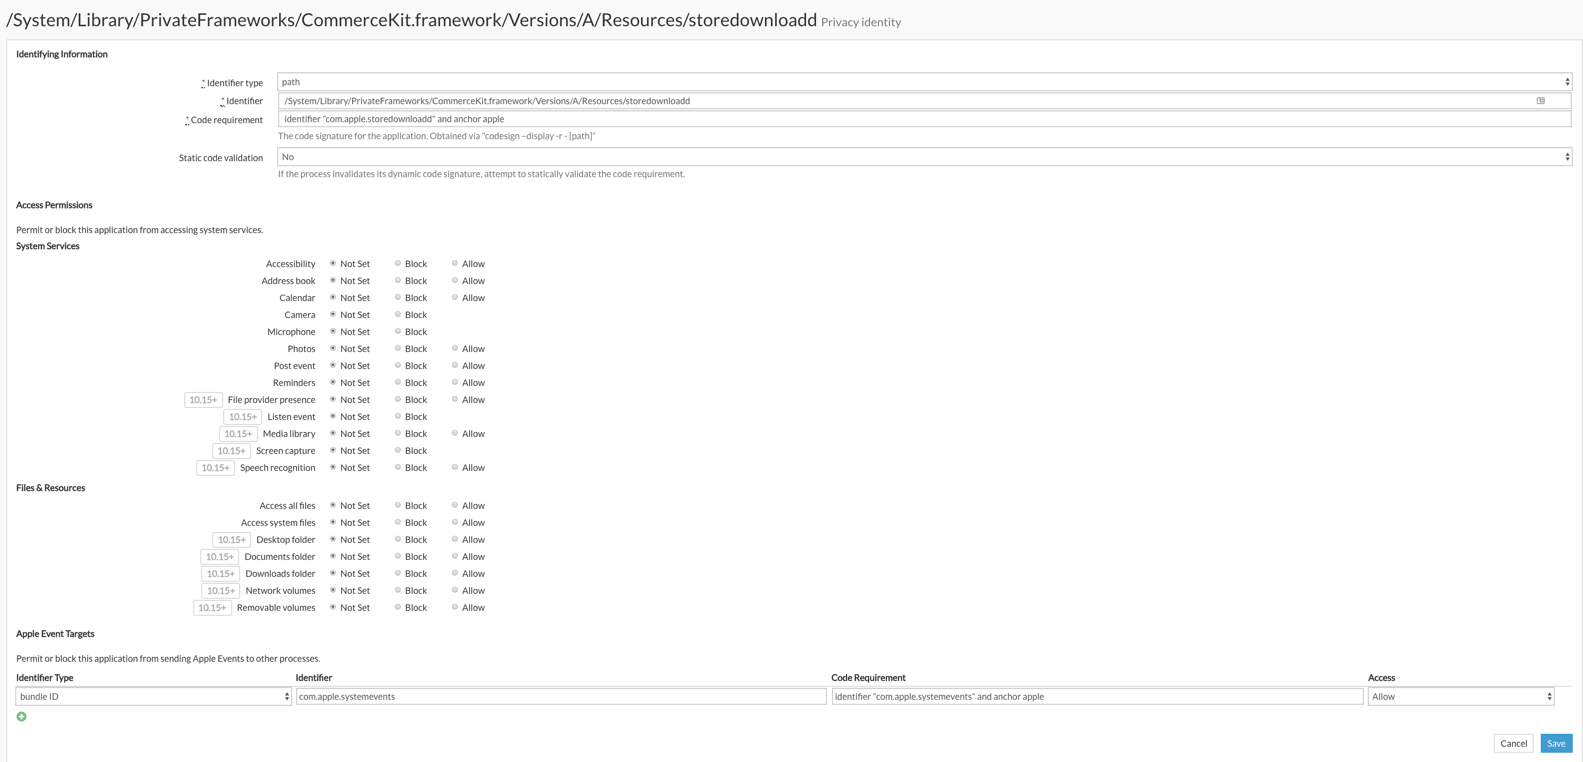 /System/Library/PrivateFrameworks/CommerceKit.framework/Versions/A/Resources/storedownloadd Privacy identity
Identifying Information
* Identifier type path
* Identifier /System/Library/PrivateFrameworks/CommerceKit.framework/Versions/A/Resources/storedownloadd
* Code requirement identifier "com.apple.storedownloadd" and anchor apple
The code signature for the application. Obtained via "codesign –display -r - [path]"
Static code validation No
If the process invalidates its dynamic code signature, attempt to statically validate the code requirement.
Access Permissions
Permit or block this application from accessing system services.
System Services
Accessibility Not Set Block Allow
Address book Not Set Block Allow
Calendar Not Set Block Allow
Camera Not Set Block
Microphone Not Set Block
Photos Not Set Block Allow
Post event Not Set Block Allow
Reminders Not Set Block Allow
10.15+ File provider presence Not Set Block Allow
10.15+ Listen event Not Set Block
10.15+ Media library Not Set Block Allow
10.15+ Screen capture Not Set Block
10.15+ Speech recognition Not Set Block Allow
Files & Resources
Access all files Not Set Block Allow
Access system files Not Set Block Allow
10.15+ Desktop folder Not Set Block Allow
10.15+ Documents folder Not Set Block Allow
10.15+ Downloads folder Not Set Block Allow
10.15+ Network volumes Not Set Block Allow
10.15+ Removable volumes Not Set Block Allow
Apple Event Targets
Permit or block this application from sending Apple Events to other processes.
Identifier Type Identifier Code Requirement Access
bundle ID com.apple.systemevents identifier "com.apple.systemevents" and anchor apple Allow
Cancel Save